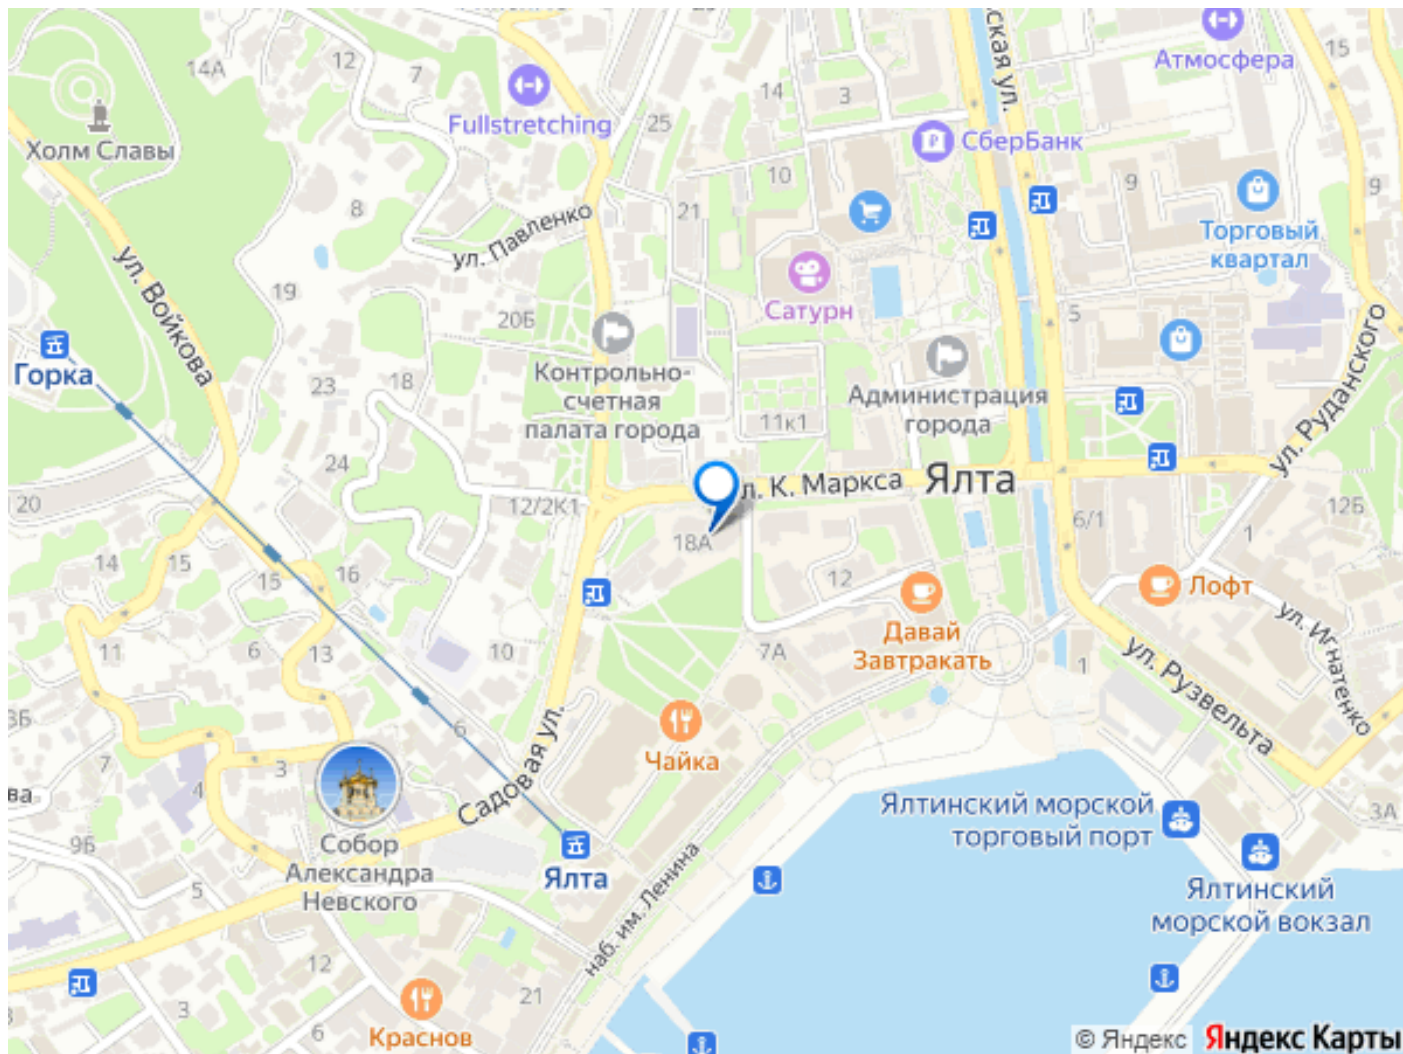 ская ул.
14А
12
7
15
Атмосфера
14
3
Fullstretching
25
СберБанк
Холм Славы
10
9
9
8
21
ул. Павленко
Торговый
квартал
ул. Войкова
19
20Б
Сатурн
5
Горка
Контрольно-
счетная
палата города
23
18
Администрация
города
11к1
ул. Руданского
24
20
12/2К1
л. К. Маркса
Ялта
6/1
12Б
1
18А
14
15
15
16
12
Лофт
Давай
Завтракать
ул. Игнатенко
11
6
13
10
7А
1
ул. Рузвельта
3Б
6
Чайка
7
3
4
Садовая ул.
ва
Ялтинский морской
торговый порт
3А
9Б
Собор
Александра
Невского
Ялта
5
наб. им. Ленина
Ялтинский
морской вокзал
12
21
6
Краснов
© Яндекс Яндекс Карты